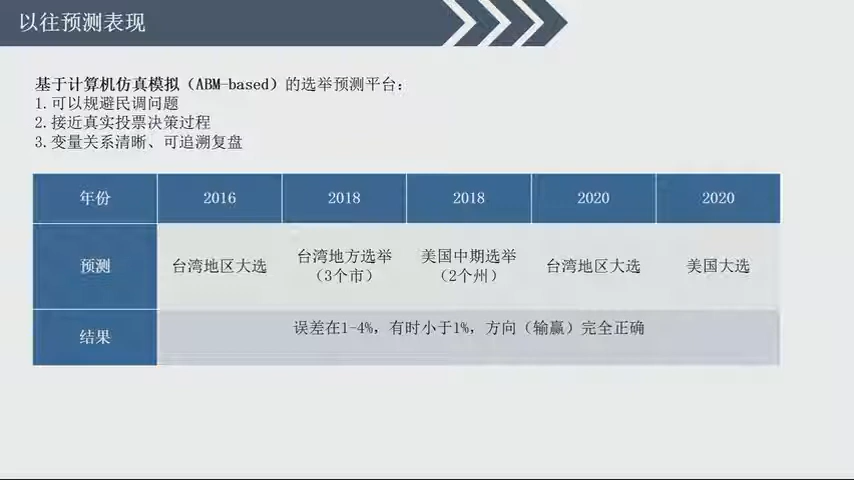 以往预测表现
基于计算机仿真模拟（ABM-based）的选举预测平台：
1.可以规避民调问题
2.接近真实投票决策过程
3.变量关系清晰、可追溯复盘
年份 2016 2018 2018 2020 2020
预测 台湾地区大选 台湾地方选举（3个市） 美国中期选举（2个州） 台湾地区大选 美国大选
结果 误差在1-4%，有时小于1%，方向（输赢）完全正确